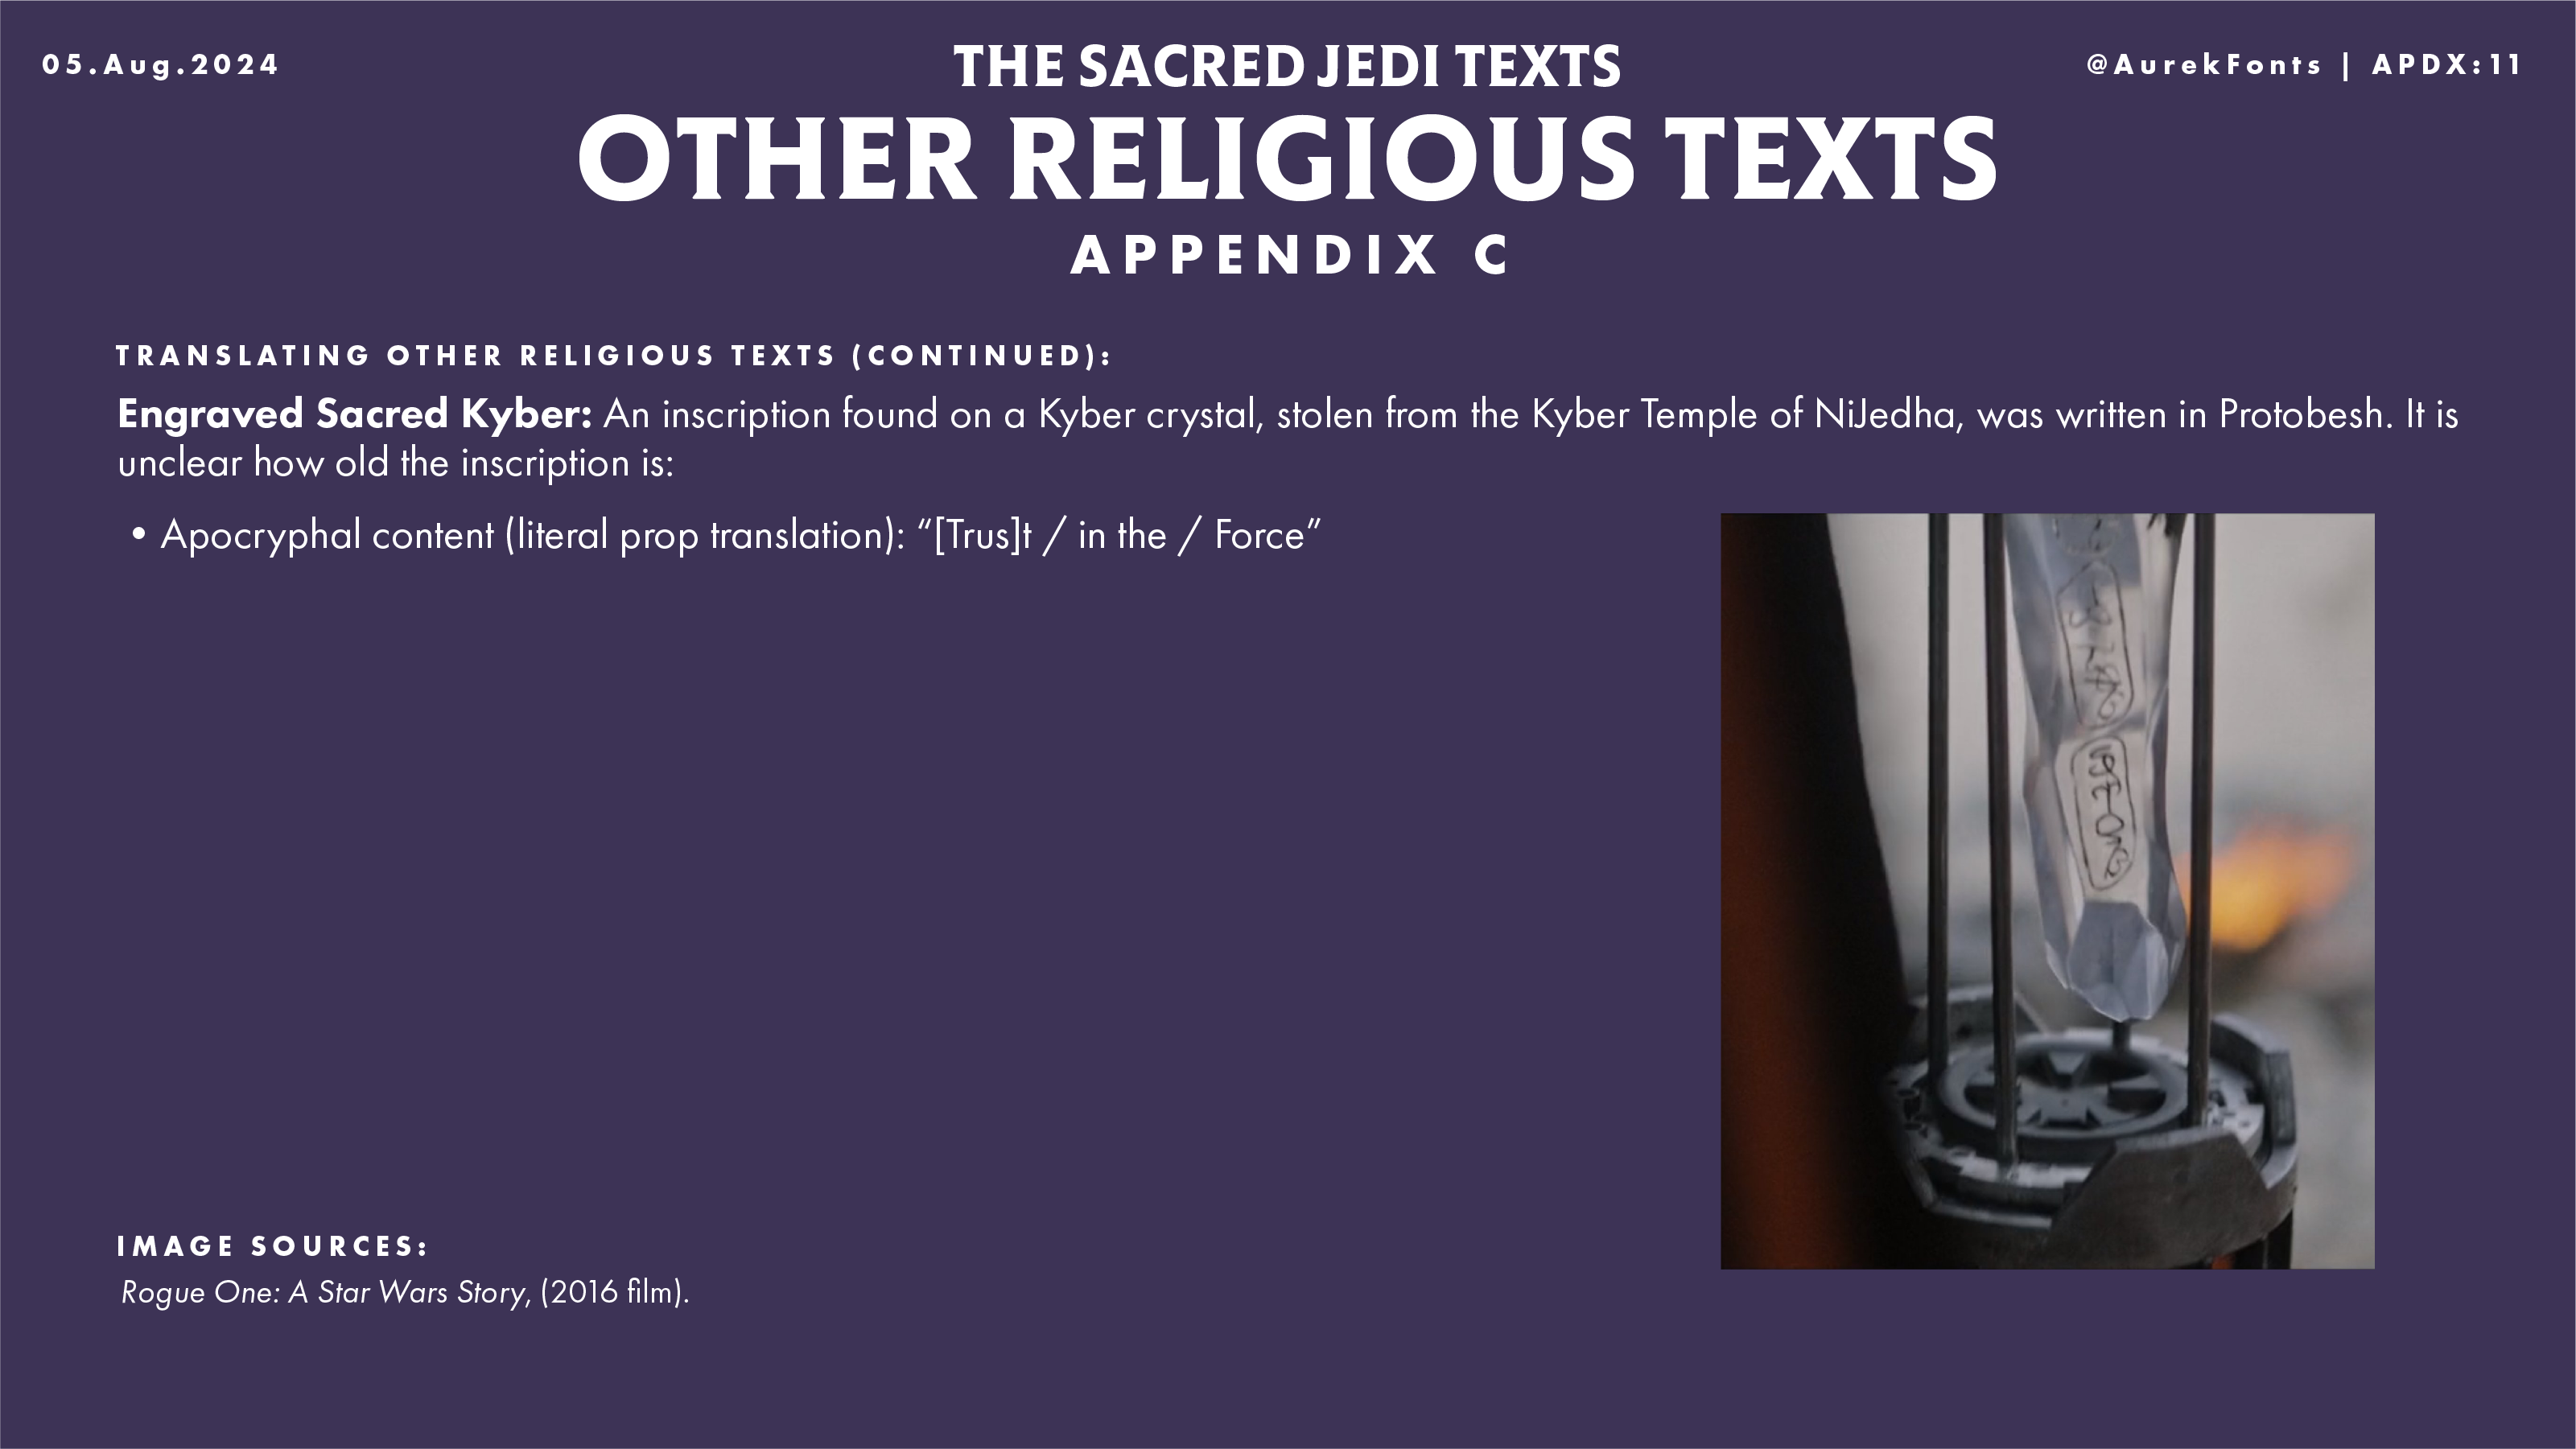 05.Aug.2024
THE SACRED JEDI TEXTS
@AurekFonts | APDX:11
OTHER RELIGIOUS TEXTS
APPENDIX C
TRANSLATING OTHER RELIGIOUS TEXTS (CONTINUED):
Engraved Sacred Kyber: An inscription found on a Kyber crystal, stolen from the Kyber Temple of NiJedha, was written in Protobesh. It is
unclear how old the inscription is:
• Apocryphal content (literal prop translation): “[Trus]t / in the / Force”
IMAGE SOURCES:
Rogue One: A Star Wars Story, (2016 film).